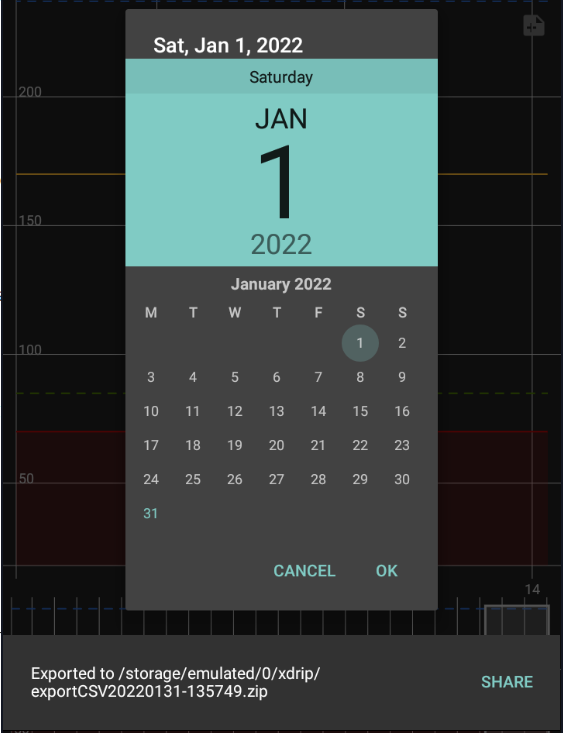 Sat, Jan 1, 2022
Saturday
JAN
1
2022
January 2022
M T W T F S S
1 2
3 4 5 6 7 8 9
10 11 12 13 14 15 16
17 18 19 20 21 22 23
24 25 26 27 28 29 30
31
CANCEL OK
200
150
100
50
14
Exported to /storage/emulated/0/xdrip/
exportCSV20220131-135749.zip
SHARE